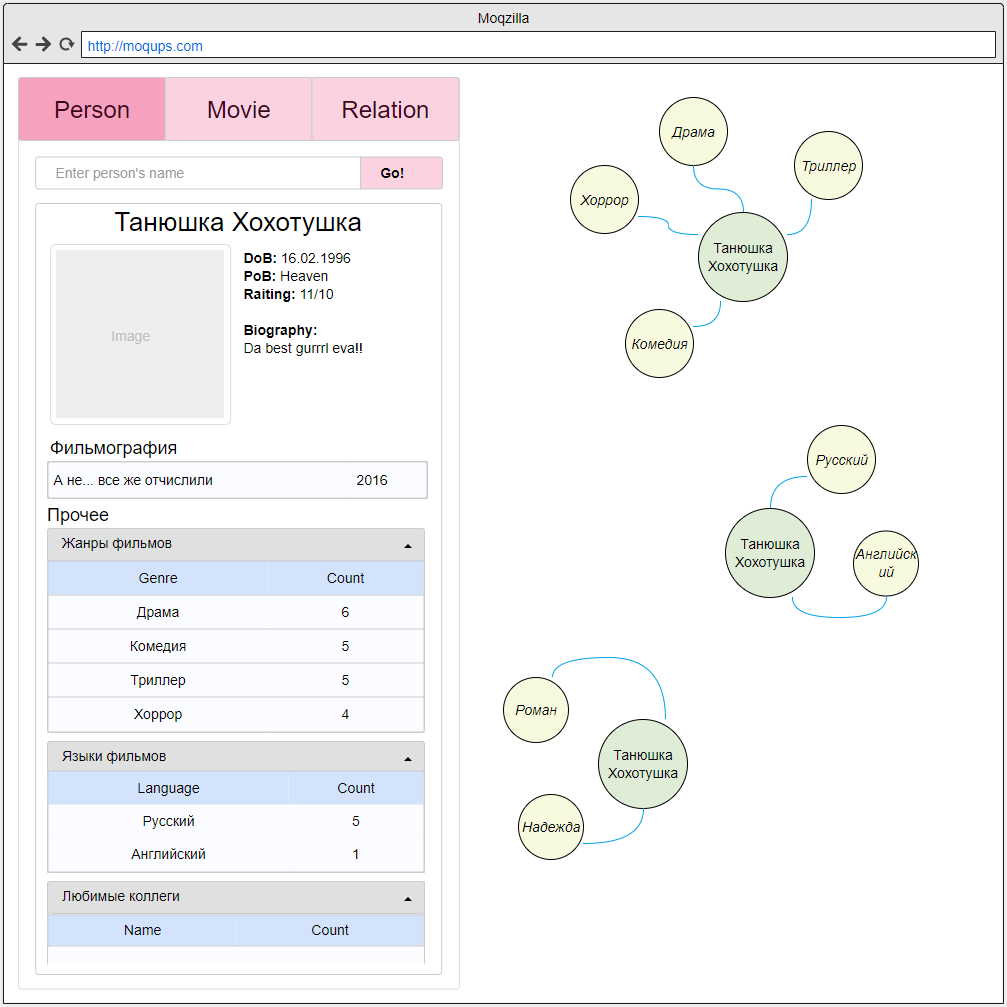 Moqzilla
http://moqups.com
Person Movie Relation
Enter person's name Go!
Танюшка Хохотушка
Image
DoB: 16.02.1996
PoB: Heaven
Raiting: 11/10
Biography:
Da best gurrrl eva!!
Фильмография
А не... все же отчислили 2016
Прочее
Жанры фильмов
Genre Count
Драма 6
Комедия 5
Триллер 5
Хоррор 4
Языки фильмов
Language Count
Русский 5
Английский 1
Любимые коллеги
Name Count
Драма
Триллер
Хоррор
Танюшка
Хохотушка
Комедия
Русский
Танюшка
Хохотушка
Английск
ий
Роман
Танюшка
Хохотушка
Надежда